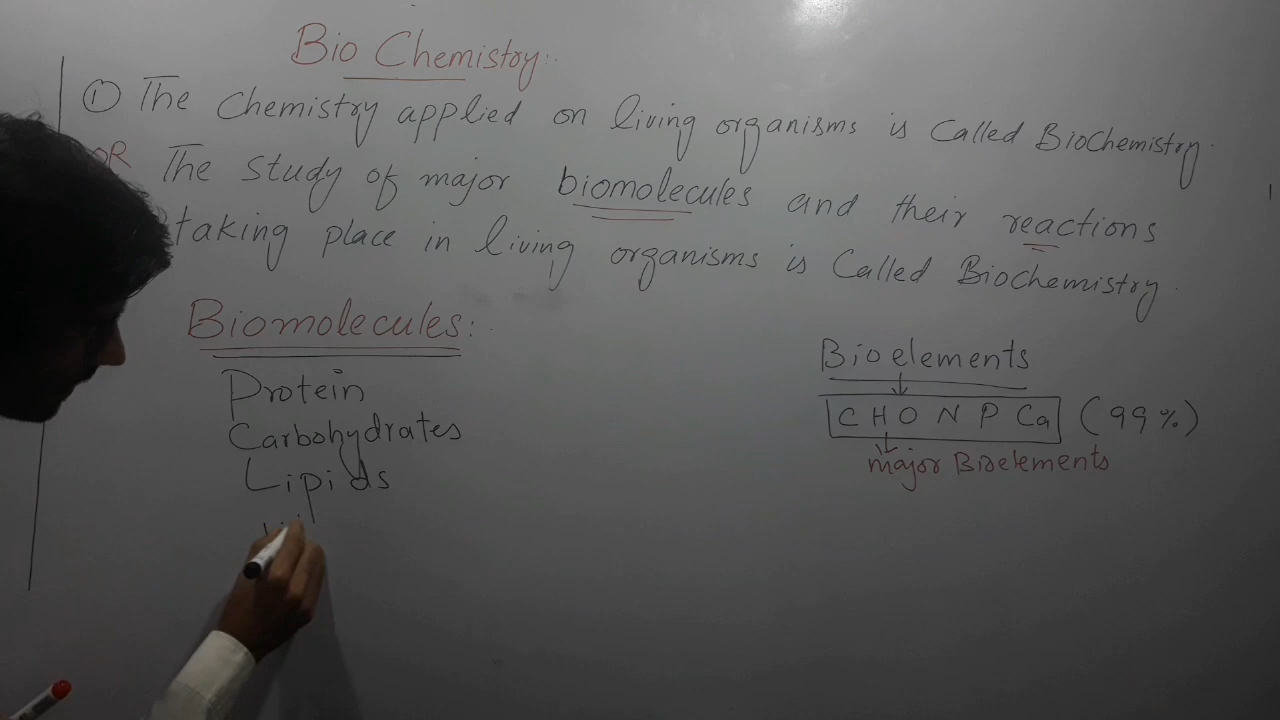 Bio Chemistry:
① The Chemistry applied on living organisms is Called BioChemistry.
OR The study of major biomolecules and their reactions
taking place in living organisms is Called Biochemistry.
Biomolecules:
Protein
Carbohydrates
Lipids
Bioelements
C H O N P Ca (99%)
major Bioelements